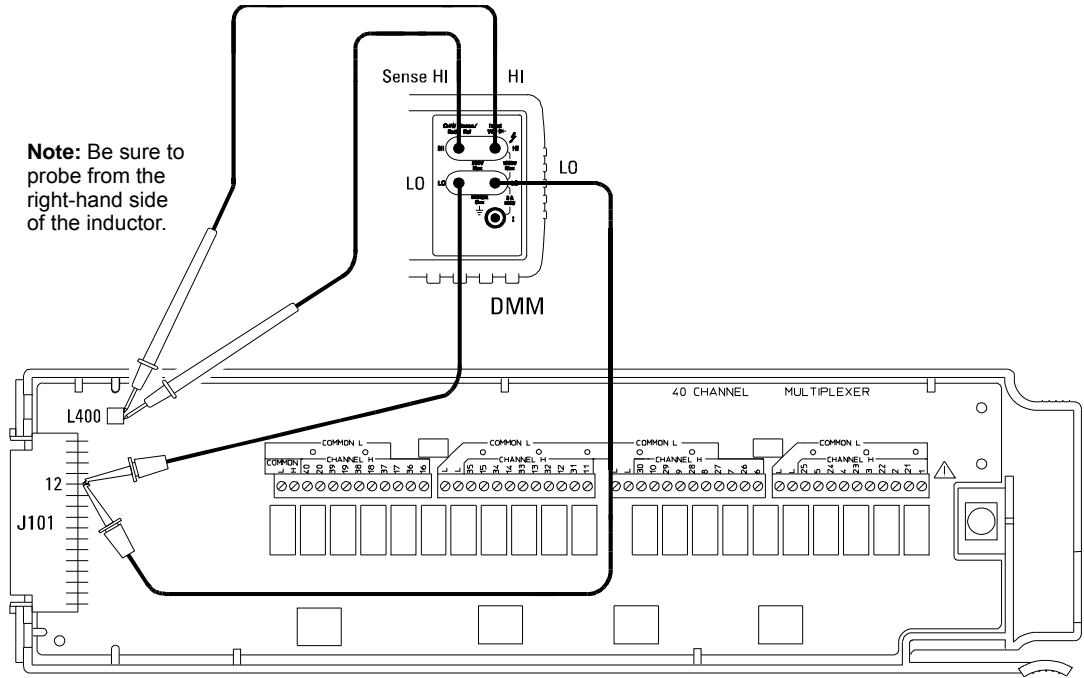 Sense HI
HI
Note: Be sure to
probe from the
right-hand side
of the inductor.
HI
HI
LO
LO
LO
I
DMM
40 CHANNEL MULTIPLEXER
L400
12
J101
COMMON L
COMMON L
COMMON L
COMMON L
COMMON
CHANNEL H
CHANNEL H
CHANNEL H
CHANNEL H
L H 40 20 39 19 38 18 37 17 36 16
L L 35 15 34 14 33 13 32 12 31 11
L L 30 10 29 9 28 8 27 7 26 6
L L 25 5 24 4 23 3 22 2 21 1